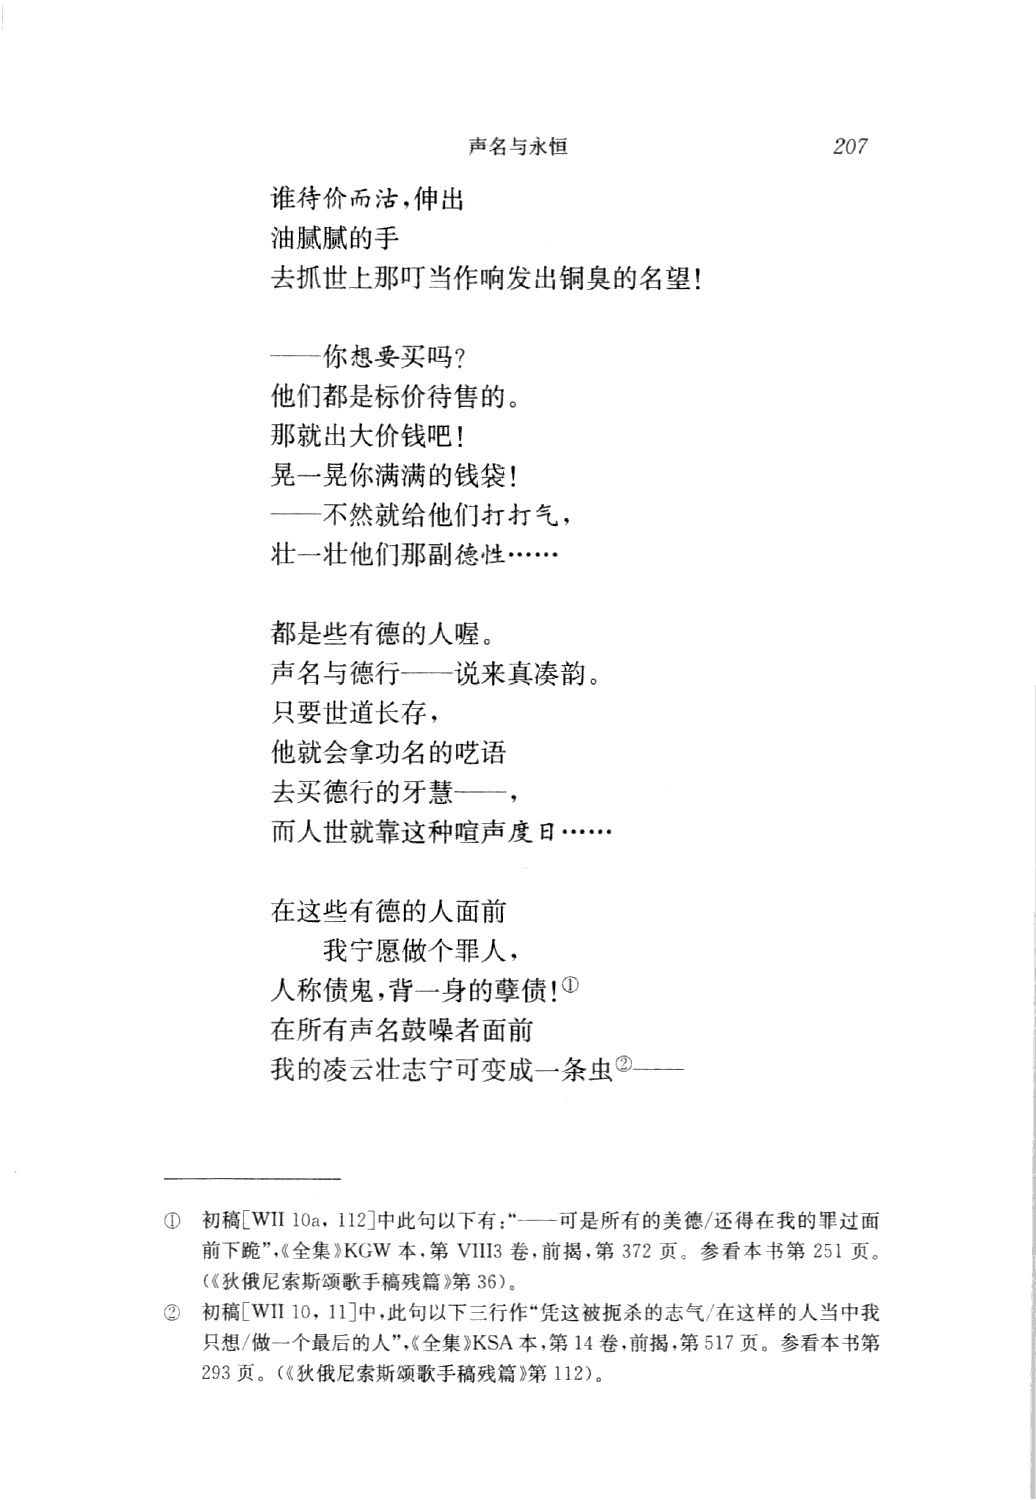 声名与永恒 207
谁待价而沽，伸出
油腻腻的手
去抓世上那叮当作响发出铜臭的名望！
——你想要买吗？
他们都是标价待售的。
那就出大价钱吧！
晃一晃你满满的钱袋！
——不然就给他们打打气，
壮一壮他们那副德性……
都是些有德的人喔。
声名与德行——说来真凑韵。
只要世道长存，
他就会拿功名的呓语
去买德行的牙慧——，
而人世就靠这种喧声度日……
在这些有德的人面前
我宁愿做个罪人，
人称债鬼，背一身的孽债！①
在所有声名鼓噪者面前
我的凌云壮志宁可变成一条虫②——
① 初稿[WII 10a，112]中此句以下有：“——可是所有的美德/还得在我的罪过面
前下跪”，《全集》KGW 本，第 VIII3 卷，前揭，第 372 页。参看本书第 251 页。
（《狄俄尼索斯颂歌手稿残篇》第 36）。
② 初稿[WII 10，11]中，此句以下三行作“凭这被扼杀的志气/在这样的人当中我
只想/做一个最后的人”，《全集》KSA 本，第 14 卷，前揭，第 517 页。参看本书第
293 页。（《狄俄尼索斯颂歌手稿残篇》第 112）。